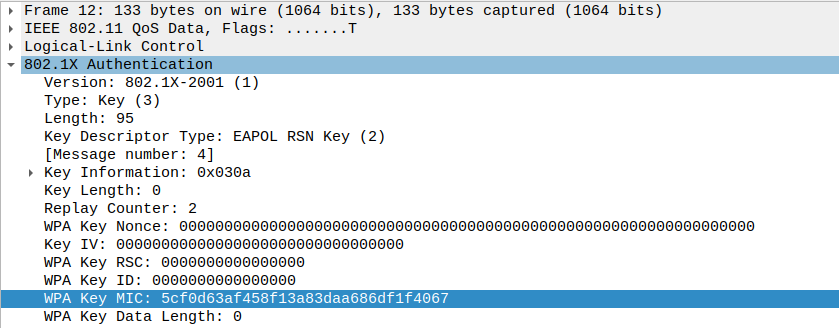 Frame 12: 133 bytes on wire (1064 bits), 133 bytes captured (1064 bits)
IEEE 802.11 QoS Data, Flags: .......T
Logical-Link Control
802.1X Authentication
Version: 802.1X-2001 (1)
Type: Key (3)
Length: 95
Key Descriptor Type: EAPOL RSN Key (2)
[Message number: 4]
Key Information: 0x030a
Key Length: 0
Replay Counter: 2
WPA Key Nonce: 0000000000000000000000000000000000000000000000000000000000000000
Key IV: 00000000000000000000000000000000
WPA Key RSC: 0000000000000000
WPA Key ID: 0000000000000000
WPA Key MIC: 5cf0d63af458f13a83daa686df1f4067
WPA Key Data Length: 0